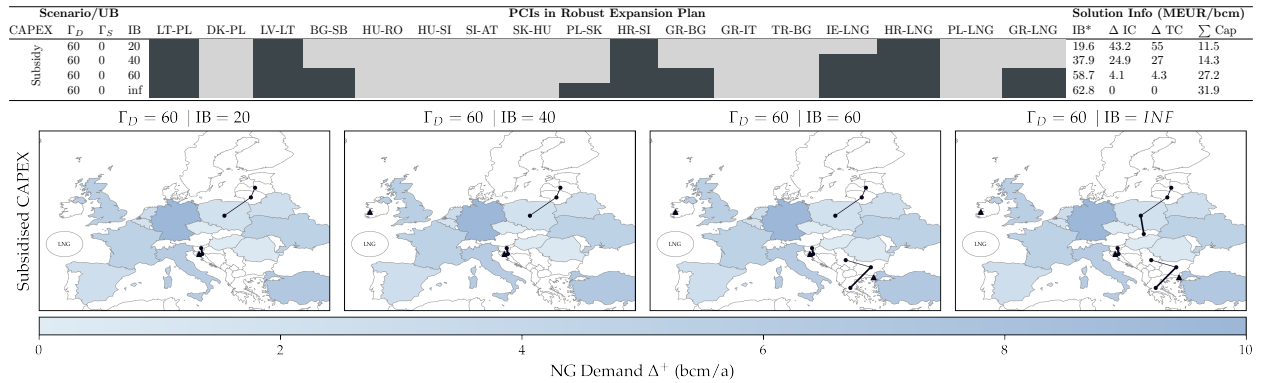 Scenario/UB PCIs in Robust Expansion Plan Solution Info (MEUR/bcm)
CAPEX Γ_D Γ_S IB LT-PL DK-PL LV-LT BG-SB HU-RO HU-SI SI-AT SK-HU PL-SK HR-SI GR-BG GR-IT TR-BG IE-LNG HR-LNG PL-LNG GR-LNG IB* Δ IC Δ TC ∑ Cap
Subsidy
60 0 20 19.6 43.2 55 11.5
60 0 40 37.9 24.9 27 14.3
60 0 60 58.7 4.1 4.3 27.2
60 0 inf 62.8 0 0 31.9
Γ_D = 60 | IB = 20 Γ_D = 60 | IB = 40 Γ_D = 60 | IB = 60 Γ_D = 60 | IB = INF
Subsidised CAPEX
LNG LNG LNG LNG
0 2 4 6 8 10
NG Demand Δ⁺ (bcm/a)